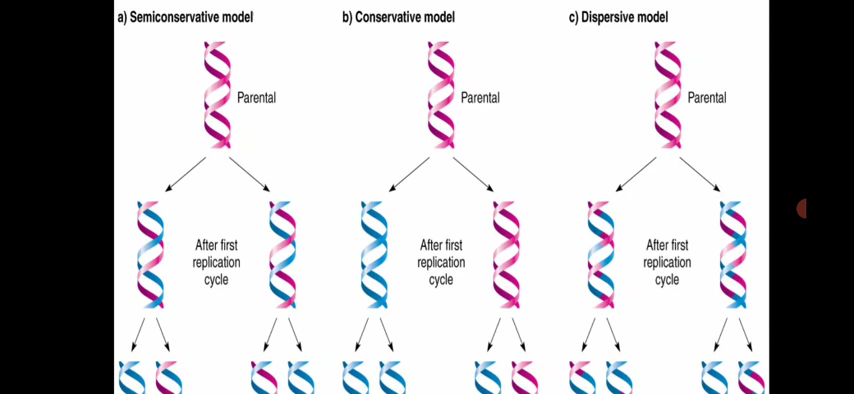 a) Semiconservative model
b) Conservative model
c) Dispersive model
Parental
Parental
Parental
After first
replication
cycle
After first
replication
cycle
After first
replication
cycle